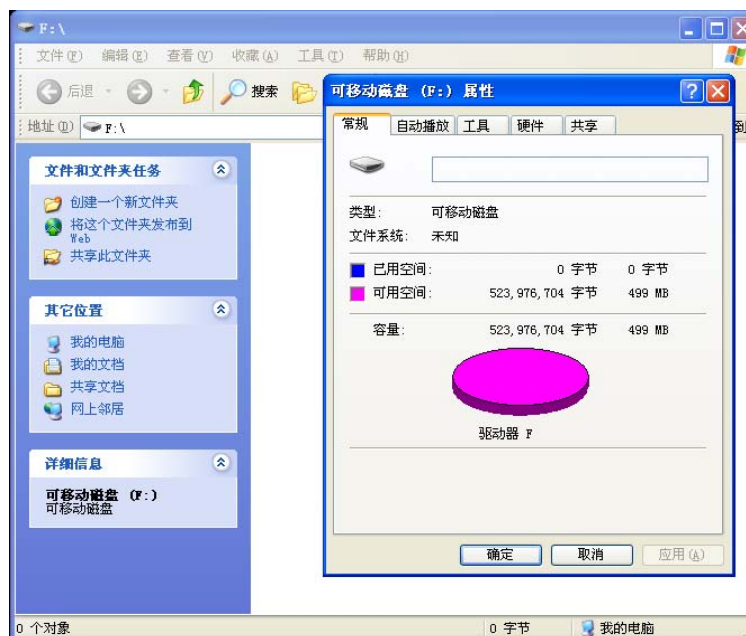 F:\
文件(F) 编辑(E) 查看(V) 收藏(A) 工具(T) 帮助(H)
后退 搜索
地址(D) F:\ 到
文件和文件夹任务
创建一个新文件夹
将这个文件夹发布到
Web
共享此文件夹
其它位置
我的电脑
我的文档
共享文档
网上邻居
详细信息
可移动磁盘 (F:)
可移动磁盘
可移动磁盘 (F:) 属性
常规 自动播放 工具 硬件 共享
类型: 可移动磁盘
文件系统: 未知
已用空间: 0 字节 0 字节
可用空间: 523,976,704 字节 499 MB
容量: 523,976,704 字节 499 MB
驱动器 F
确定 取消 应用(A)
0 个对象 0 字节 我的电脑